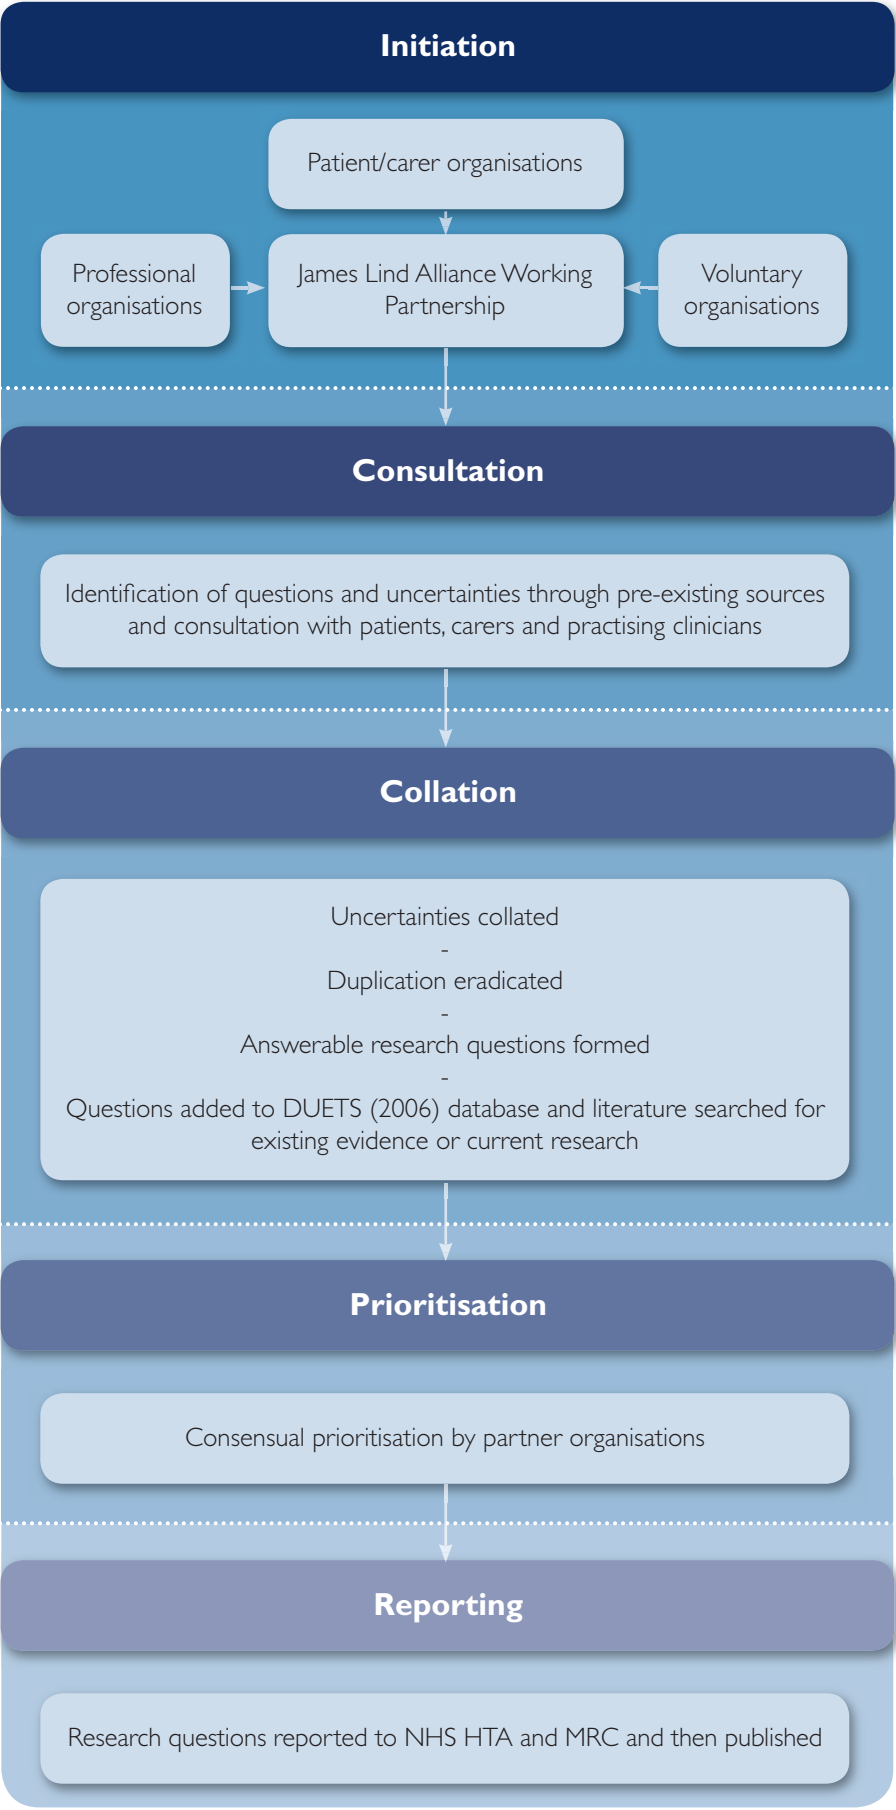 Initiation
Patient/carer organisations
Professional
organisations
James Lind Alliance Working
Partnership
Voluntary
organisations
Consultation
Identification of questions and uncertainties through pre-existing sources
and consultation with patients, carers and practising clinicians
Collation
Uncertainties collated
-
Duplication eradicated
-
Answerable research questions formed
-
Questions added to DUETS (2006) database and literature searched for
existing evidence or current research
Prioritisation
Consensual prioritisation by partner organisations
Reporting
Research questions reported to NHS HTA and MRC and then published